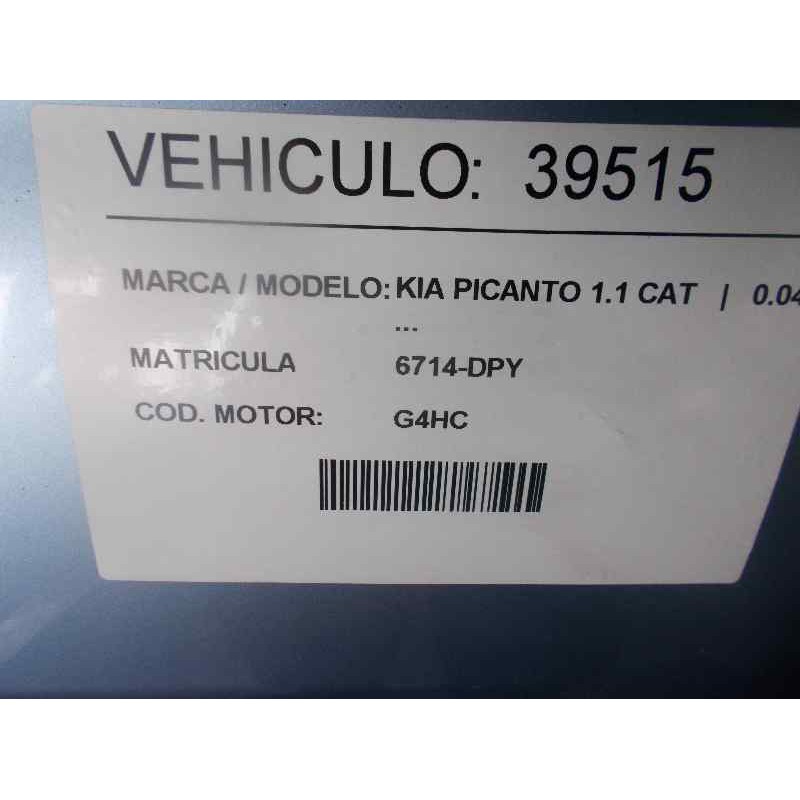 VEHICULO: 39515
MARCA / MODELO: KIA PICANTO 1.1 CAT | 0.04
...
MATRICULA 6714-DPY
COD. MOTOR: G4HC